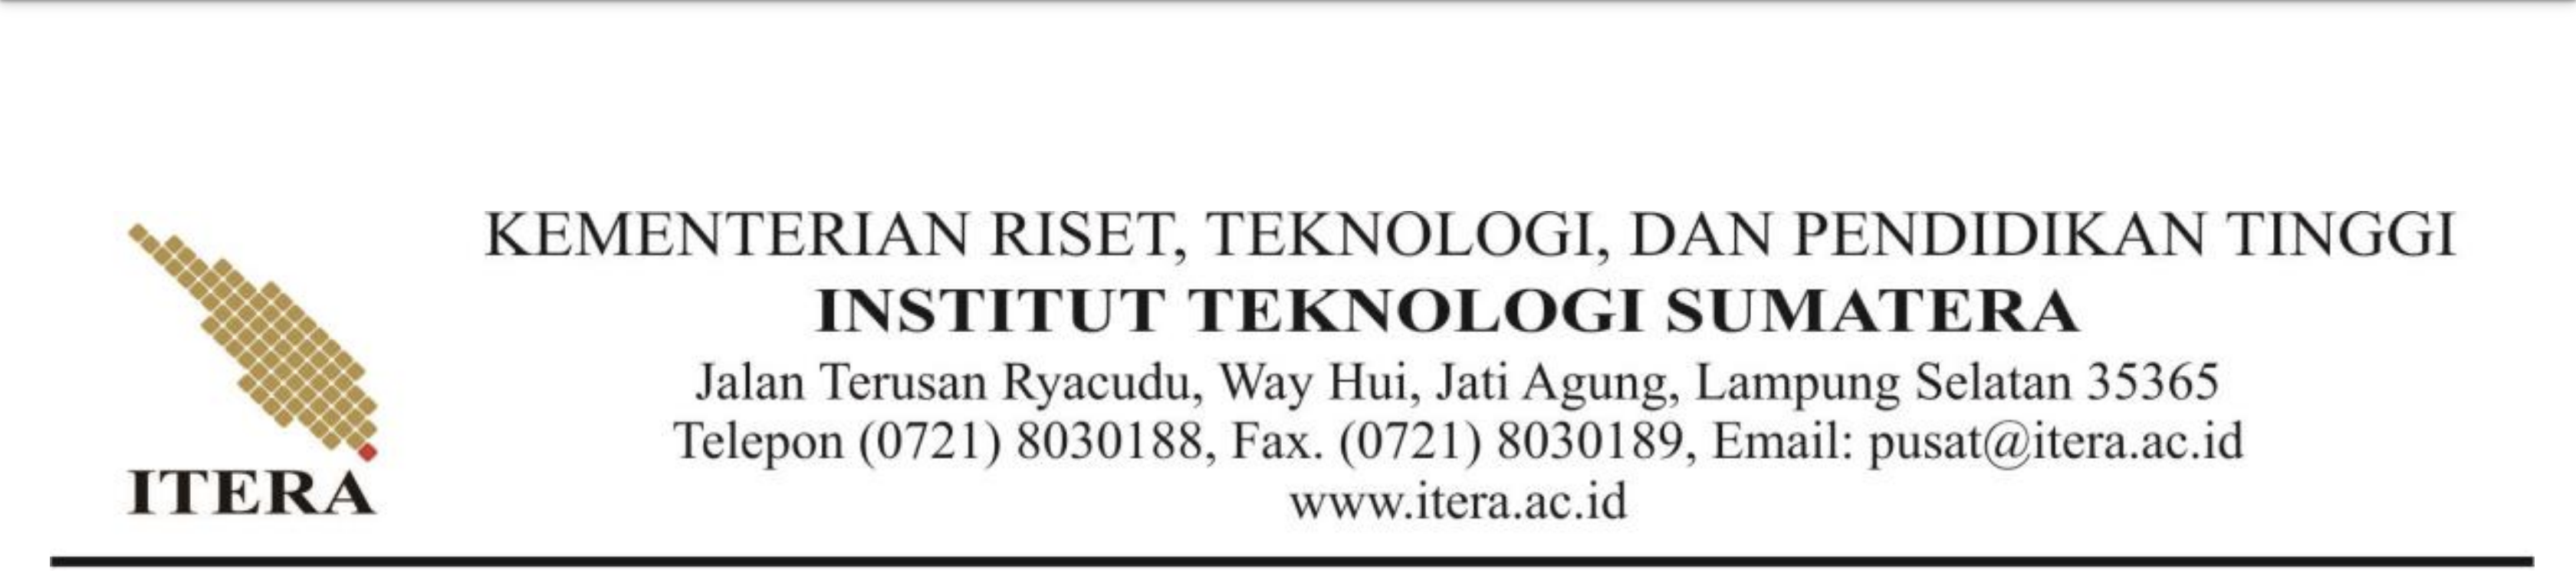 KEMENTERIAN RISET, TEKNOLOGI, DAN PENDIDIKAN TINGGI
INSTITUT TEKNOLOGI SUMATERA
Jalan Terusan Ryacudu, Way Hui, Jati Agung, Lampung Selatan 35365
Telepon (0721) 8030188, Fax. (0721) 8030189, Email: pusat@itera.ac.id
www.itera.ac.id
ITERA